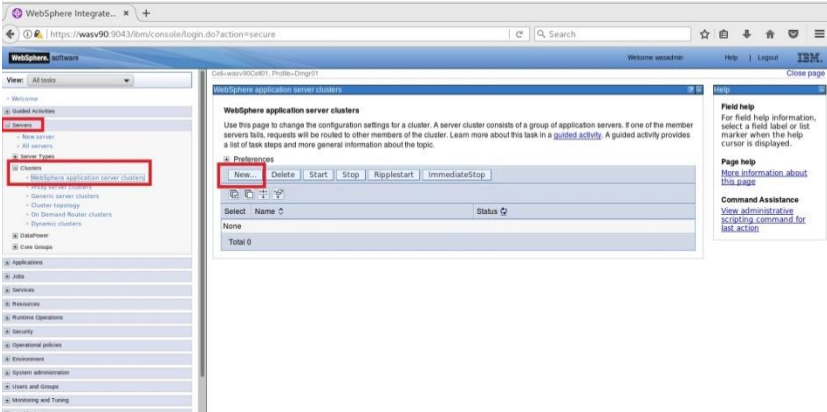 WebSphere Integrate...
https://wasv90:9043/ibm/console/login.do?action=secure
Search
WebSphere. software
Welcome wasadmin
Help | Logout
IBM.
View: All tasks
Cell=wasv90Cell01, Profile=Dmgr01
Close page
Welcome
Guided Activities
Servers
New server
All servers
Server Types
Clusters
WebSphere application server clusters
Proxy server clusters
Generic server clusters
Cluster topology
On Demand Router clusters
Dynamic clusters
DataPower
Core Groups
Applications
Jobs
Services
Resources
Runtime Operations
Security
Operational policies
Environment
System administration
Users and Groups
Monitoring and Tuning
WebSphere application server clusters
WebSphere application server clusters
Use this page to change the configuration settings for a cluster. A server cluster consists of a group of application servers. If one of the member
servers fails, requests will be routed to other members of the cluster. Learn more about this task in a guided activity. A guided activity provides
a list of task steps and more general information about the topic.
Preferences
New... Delete Start Stop Ripplestart ImmediateStop
Select Name Status
None
Total 0
Help
Field help
For field help information,
select a field label or list
marker when the help
cursor is displayed.
Page help
More information about
this page
Command Assistance
View administrative
scripting command for
last action